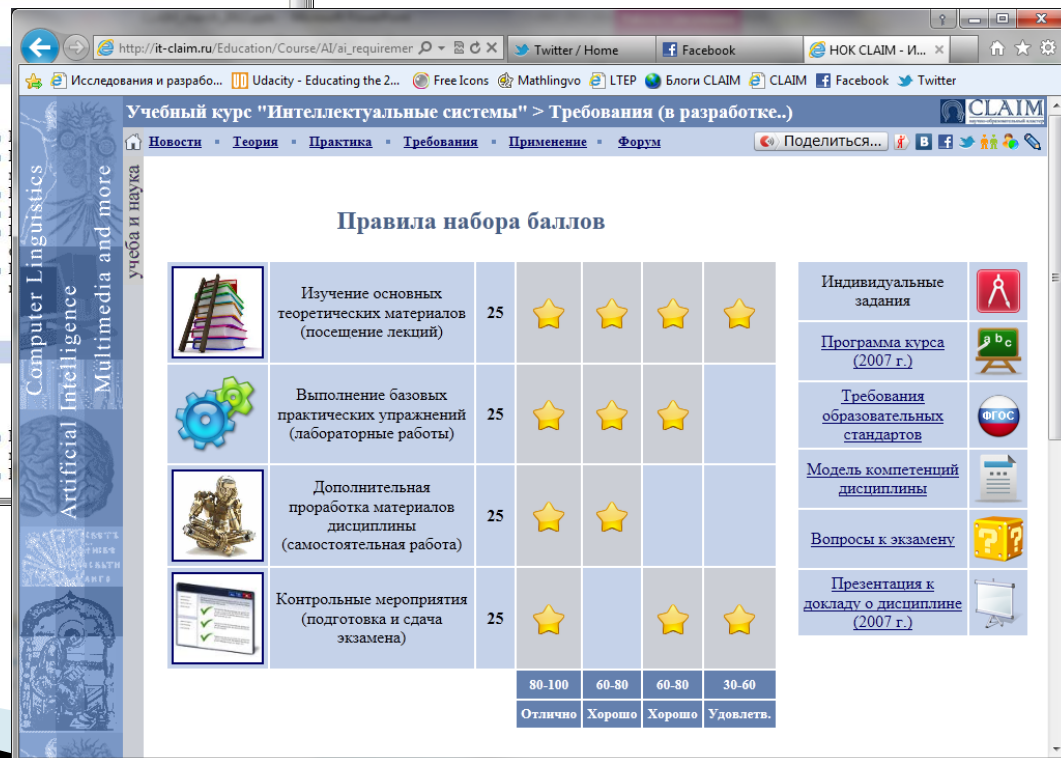 http://it-claim.ru/Education/Course/AI/ai_requiremer
Twitter / Home
Facebook
НОК CLAIM - И...
Исследования и разрабо...
Udacity - Educating the 2...
Free Icons
Mathlingvo
LTEP
Блоги CLAIM
CLAIM
Facebook
Twitter
Учебный курс "Интеллектуальные системы" > Требования (в разработке..)
CLAIM
Новости
Теория
Практика
Требования
Применение
Форум
Поделиться...
учеба и наука
Computer Linguistics
Artificial Intelligence
Multimedia and more
Правила набора баллов
Изучение основных
теоретических материалов
(посещение лекций)
25
Выполнение базовых
практических упражнений
(лабораторные работы)
25
Дополнительная
проработка материалов
дисциплины
(самостоятельная работа)
25
Контрольные мероприятия
(подготовка и сдача
экзамена)
25
80-100
60-80
60-80
30-60
Отлично
Хорошо
Хорошо
Удовлетв.
Индивидуальные
задания
Программа курса
(2007 г.)
a b c
Требования
образовательных
стандартов
ФГОС
Модель компетенций
дисциплины
Вопросы к экзамену
Презентация к
докладу о дисциплине
(2007 г.)